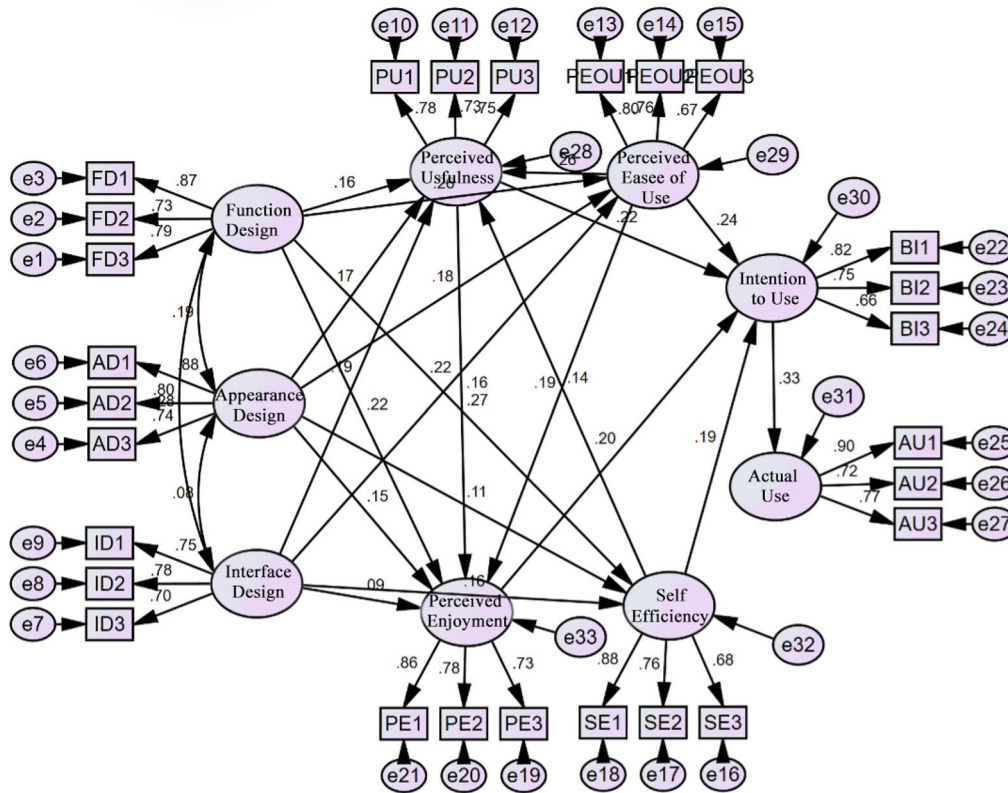 e10 e11 e12 e13 e14 e15
PU1 PU2 PU3 PEOU1 PEOU2 PEOU3
.78 .73 .75 .80 .76 .67
Perceived
Usfulness
e28
.26
Perceived
Easee of
Use
e29
e3 FD1 .87
e2 FD2 .73
e1 FD3 .79
Function
Design
.16
.26
.22
.24
e30
Intention
to Use
.82 BI1 e22
.75 BI2 e23
.66 BI3 e24
.17
.18
.19
e6 AD1 .88
e5 AD2 .80
.28
e4 AD3 .74
Appearance
Design
.19
.22
.22
.16
.27
.19
.14
.33
e31
.20
.19
Actual
Use
.90 AU1 e25
.72 AU2 e26
.77 AU3 e27
.08
.15
.11
e9 ID1 .75
e8 ID2 .78
e7 ID3 .70
Interface
Design
.09
.16
Perceived
Enjoyment
e33
Self
Efficiency
e32
.86 .78 .73 .88 .76 .68
PE1 PE2 PE3 SE1 SE2 SE3
e21 e20 e19 e18 e17 e16